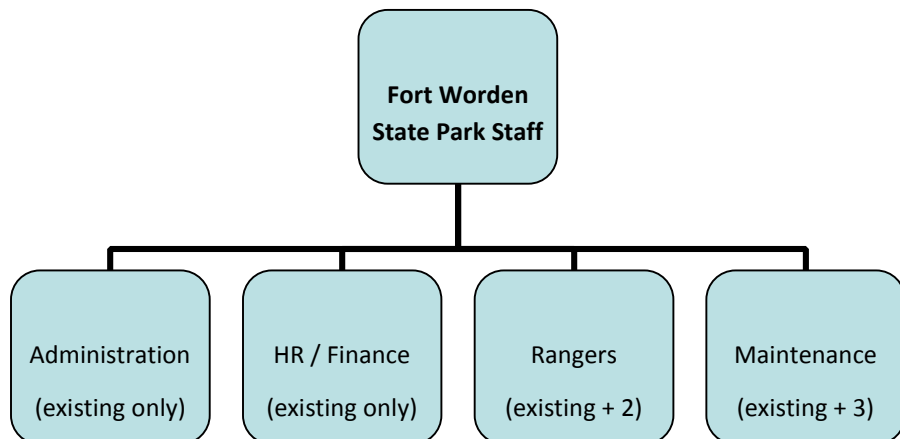 Fort Worden
State Park Staff
Administration
(existing only)
HR / Finance
(existing only)
Rangers
(existing + 2)
Maintenance
(existing + 3)